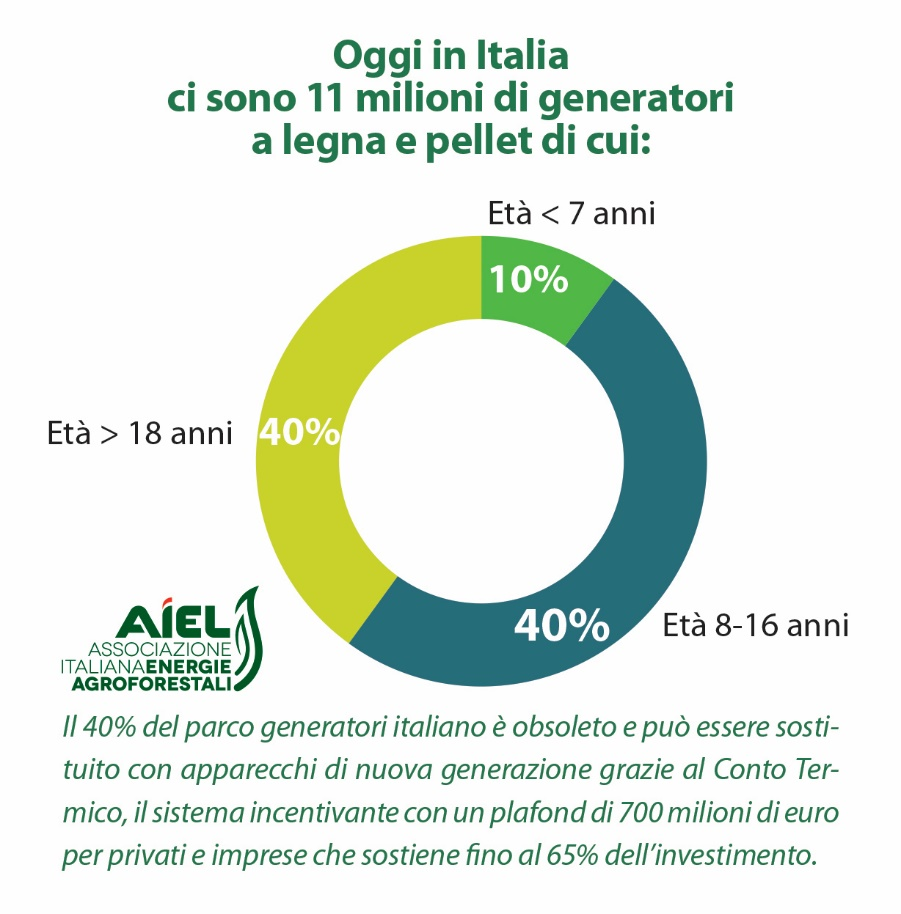 Oggi in Italia
ci sono 11 milioni di generatori
a legna e pellet di cui:
Età < 7 anni
10%
Età > 18 anni
40%
40%
Età 8-16 anni
AIEL
ASSOCIAZIONE
ITALIANAENERGIE
AGROFORESTALI
Il 40% del parco generatori italiano è obsoleto e può essere sosti-
tuito con apparecchi di nuova generazione grazie al Conto Ter-
mico, il sistema incentivante con un plafond di 700 milioni di euro
per privati e imprese che sostiene fino al 65% dell’investimento.